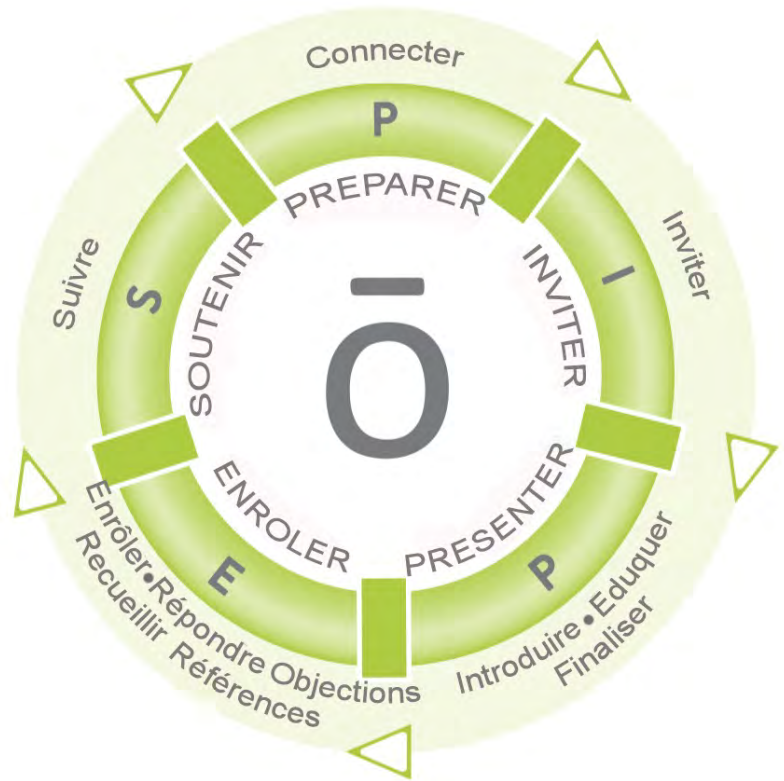 Connecter
P
PREPARER
Inviter
I
INVITER
Introduire • Eduquer
Finaliser
P
PRESENTER
Enrôler • Répondre Objections
Recueillir Références
E
ENROLER
Suivre
S
SOUTENIR
Ō